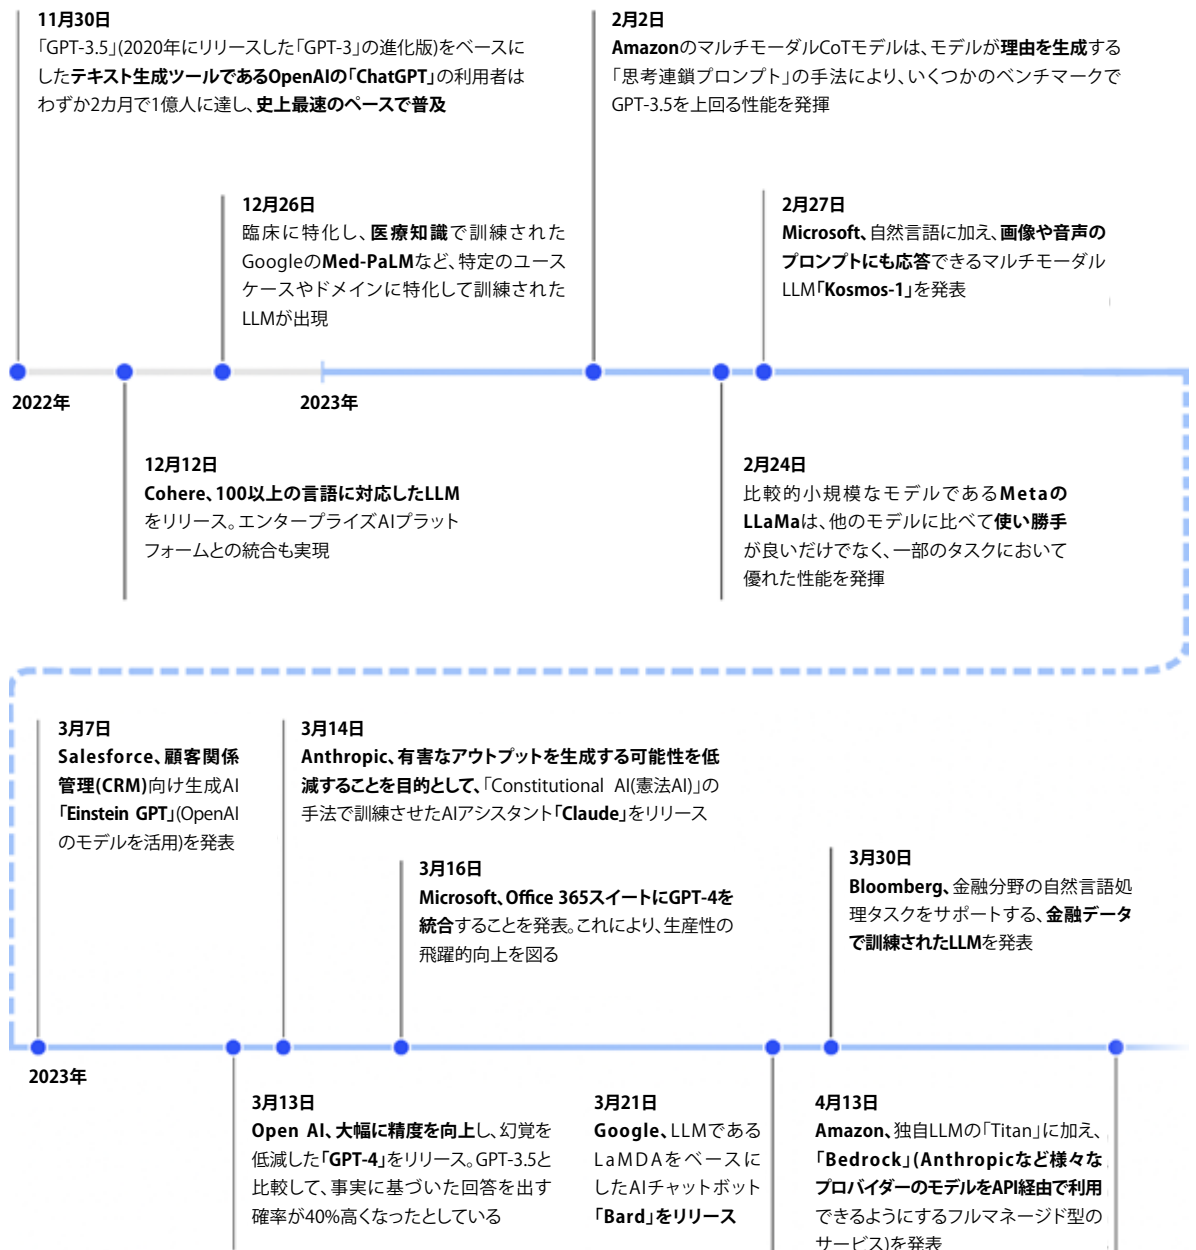 11月30日
「GPT-3.5」(2020年にリリースした「GPT-3」の進化版)をベースに
したテキスト生成ツールであるOpenAIの「ChatGPT」の利用者は
わずか2カ月で1億人に達し、史上最速のペースで普及
2月2日
AmazonのマルチモーダルCoTモデルは、モデルが理由を生成する
「思考連鎖プロンプト」の手法により、いくつかのベンチマークで
GPT-3.5を上回る性能を発揮
12月26日
臨床に特化し、医療知識で訓練された
GoogleのMed-PaLMなど、特定のユース
ケースやドメインに特化して訓練された
LLMが出現
2月27日
Microsoft、自然言語に加え、画像や音声の
プロンプトにも応答できるマルチモーダル
LLM「Kosmos-1」を発表
2022年
2023年
12月12日
Cohere、100以上の言語に対応したLLM
をリリース。エンタープライズAIプラット
フォームとの統合も実現
2月24日
比較的小規模なモデルであるMetaの
LLaMaは、他のモデルに比べて使い勝手
が良いだけでなく、一部のタスクにおいて
優れた性能を発揮
3月7日
Salesforce、顧客関係
管理(CRM)向け生成AI
「Einstein GPT」(OpenAI
のモデルを活用)を発表
3月14日
Anthropic、有害なアウトプットを生成する可能性を低
減することを目的として、「Constitutional AI(憲法AI)」の
手法で訓練させたAIアシスタント「Claude」をリリース
3月16日
Microsoft、Office 365スイートにGPT-4を
統合することを発表。これにより、生産性の
飛躍的向上を図る
3月30日
Bloomberg、金融分野の自然言語処
理タスクをサポートする、金融データ
で訓練されたLLMを発表
2023年
3月13日
Open AI、大幅に精度を向上し、幻覚を
低減した「GPT-4」をリリース。GPT-3.5と
比較して、事実に基づいた回答を出す
確率が40%高くなったとしている
3月21日
Google、LLMである
LaMDAをベースに
したAIチャットボット
「Bard」をリリース
4月13日
Amazon、独自LLMの「Titan」に加え、
「Bedrock」(Anthropicなど様々な
プロバイダーのモデルをAPI経由で利用
できるようにするフルマネージド型の
サービス)を発表